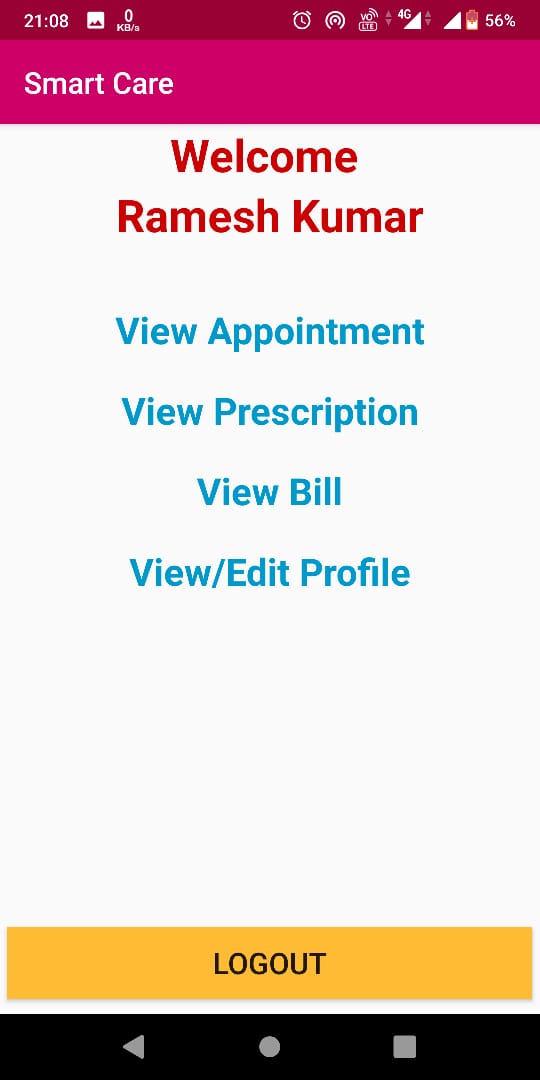 21:08 0 KB/s VO LTE 4G 56%
Smart Care
Welcome
Ramesh Kumar
View Appointment
View Prescription
View Bill
View/Edit Profile
LOGOUT